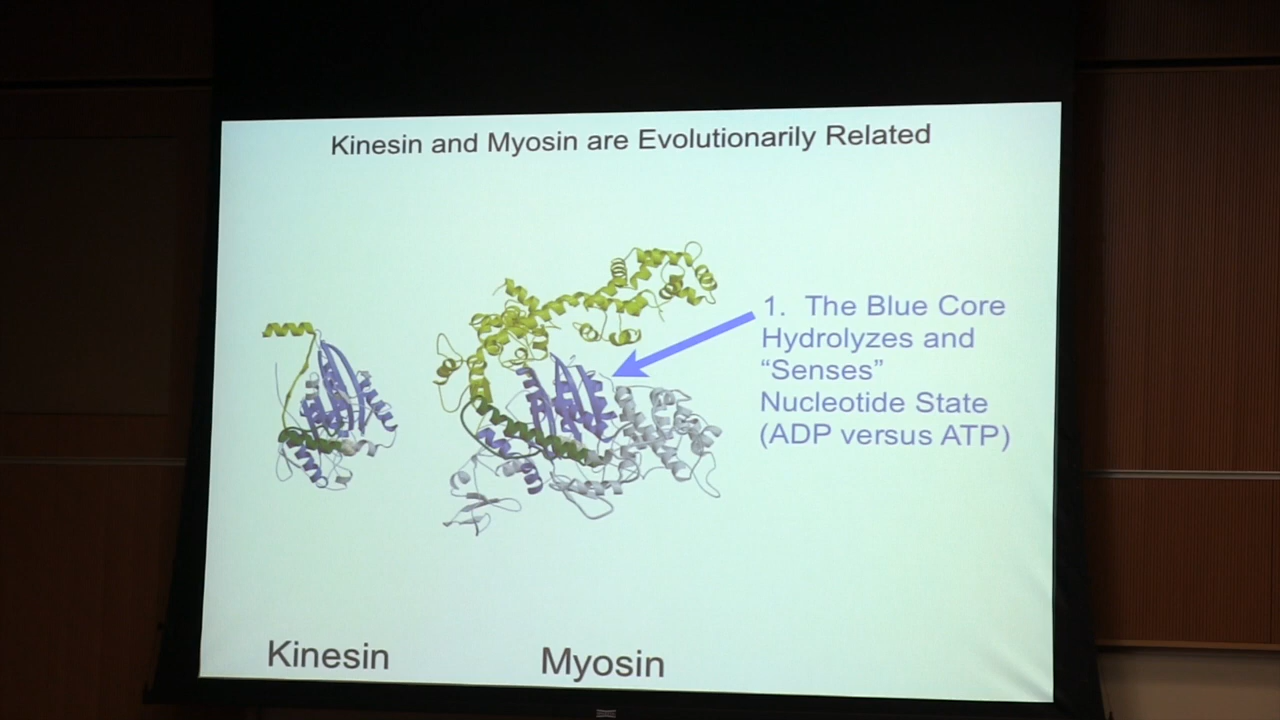 Kinesin and Myosin are Evolutionarily Related
1. The Blue Core
Hydrolyzes and
“Senses”
Nucleotide State
(ADP versus ATP)
Kinesin
Myosin